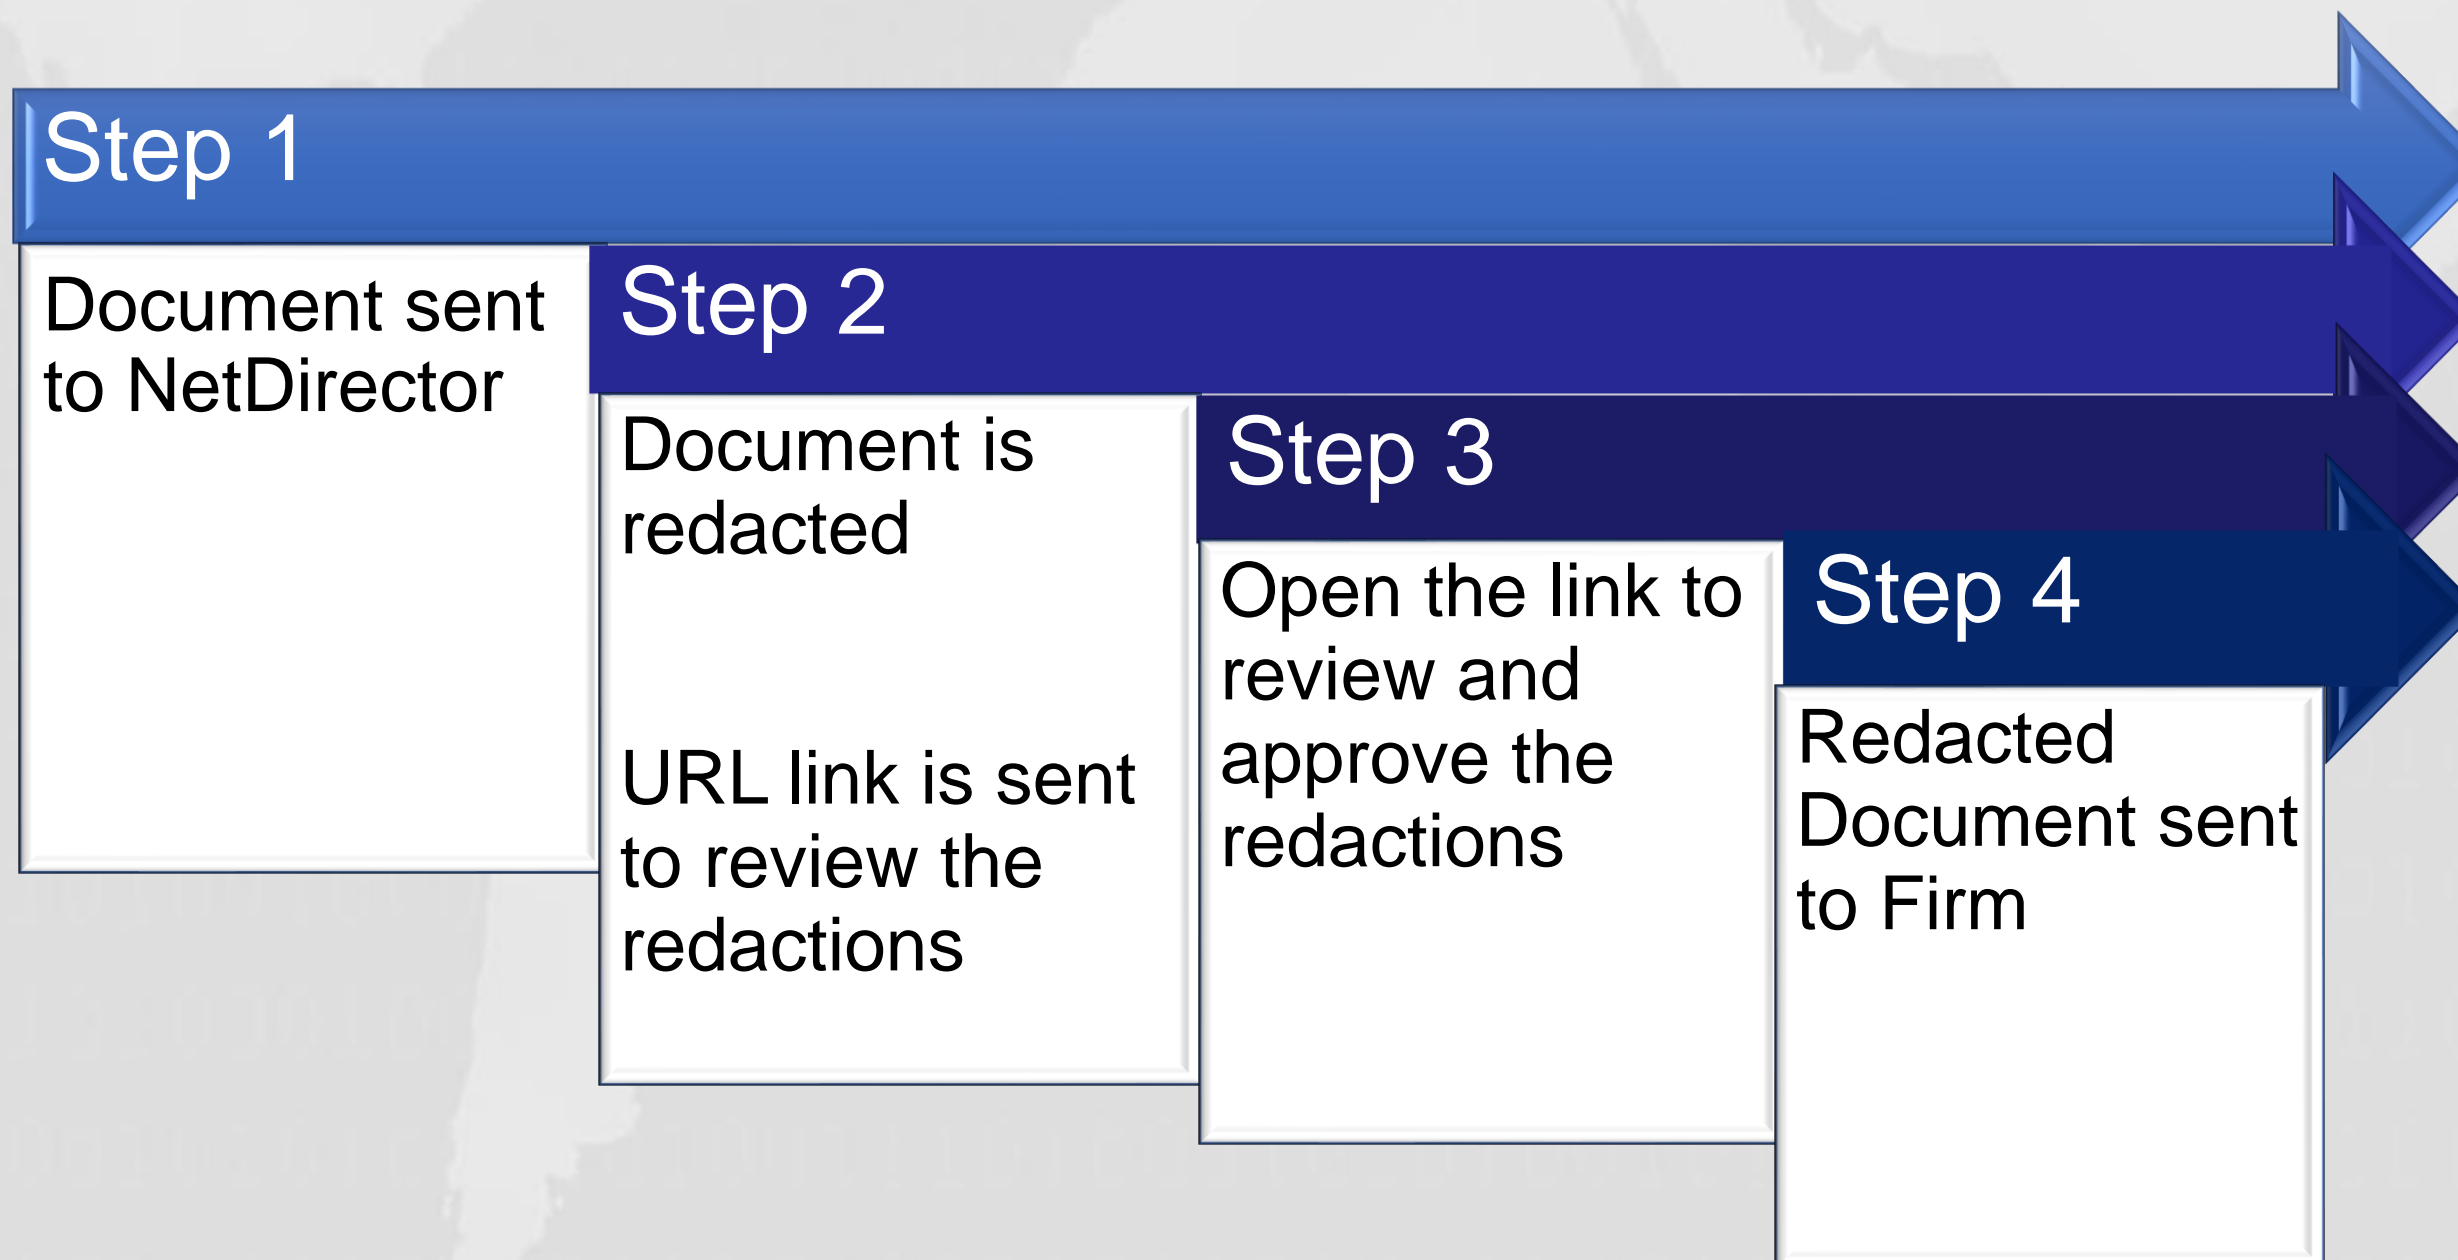 Step 1
Document sent
to NetDirector
Step 2
Document is
redacted
URL link is sent
to review the
redactions
Step 3
Open the link to
review and
approve the
redactions
Step 4
Redacted
Document sent
to Firm